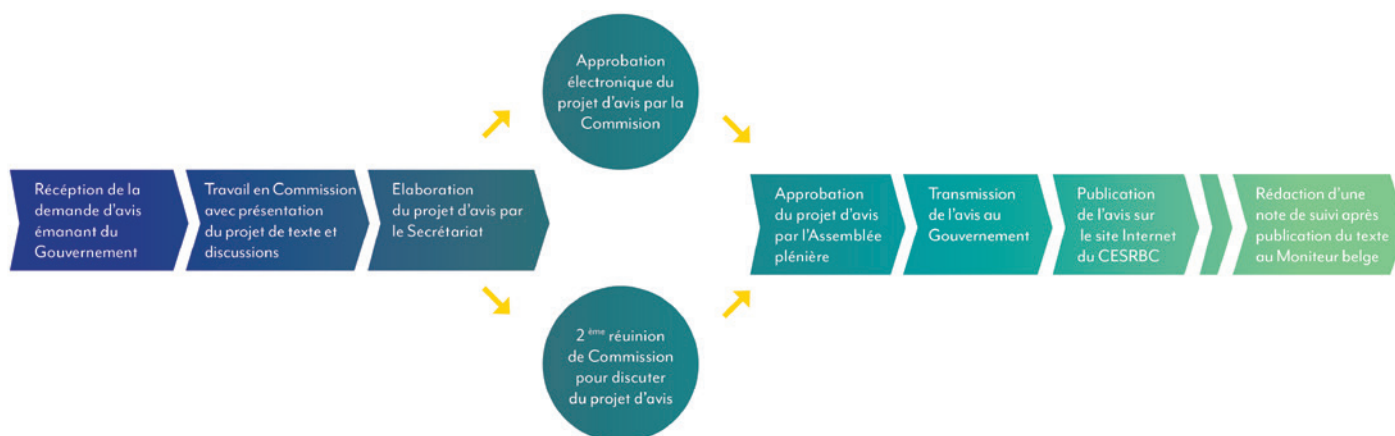 Récéption de la
demande d'avis
émanant du
Gouvernement
Travail en Commission
avec présentation
du projet de texte et
discussions
Elaboration
du projet d'avis par
le Secrétariat
Approbation
électronique du
projet d'avis par la
Commision
2 ème réuinion
de Commission
pour discuter
du projet d'avis
Approbation
du projet d'avis
par l'Assemblée
plénière
Transmission
de l'avis au
Gouvernement
Publication
de l'avis sur
le site Internet
du CESRBC
Rédaction d'une
note de suivi après
publication du texte
au Moniteur belge